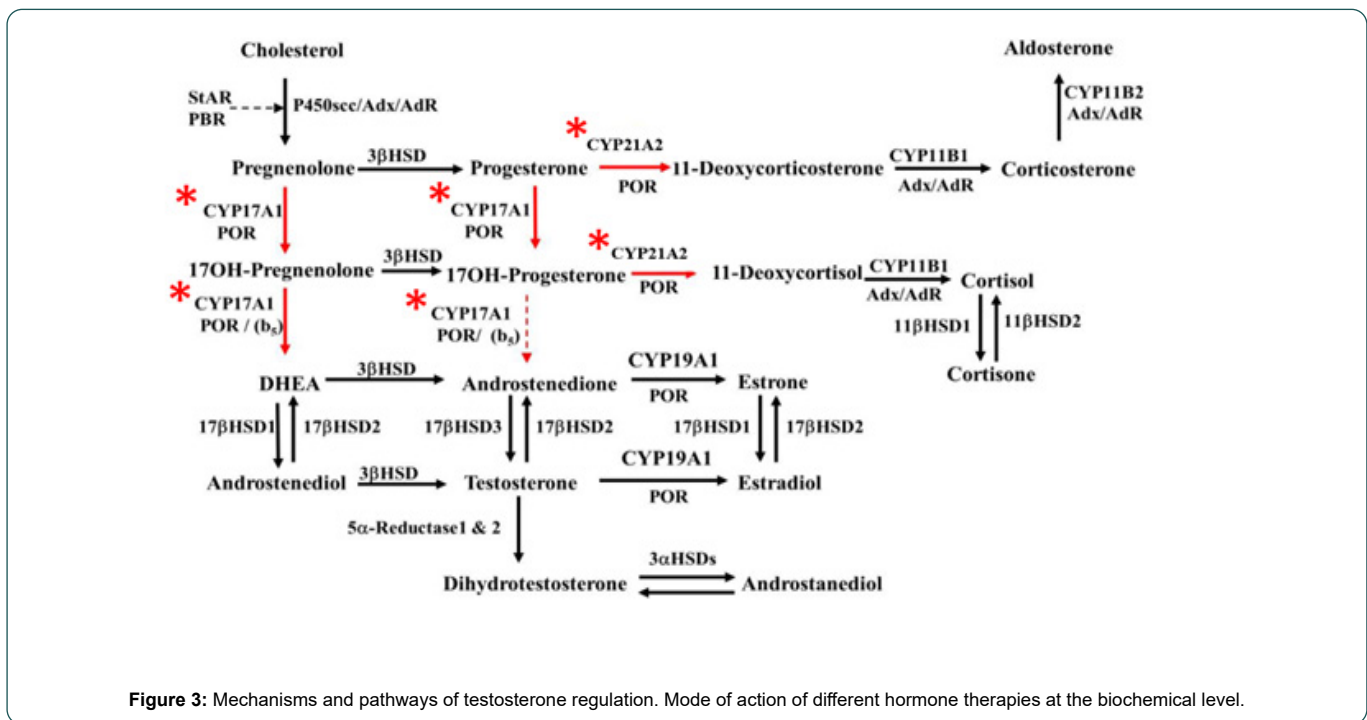 Cholesterol
Aldosterone
StAR
PBR
P450scc/Adx/AdR
CYP11B2
Adx/AdR
*
CYP21A2
Pregnenolone
3βHSD
Progesterone
POR
11-Deoxycorticosterone
CYP11B1
Adx/AdR
Corticosterone
*
CYP17A1
POR
*
CYP17A1
POR
*
CYP21A2
17OH-Pregnenolone
3βHSD
17OH-Progesterone
POR
11-Deoxycortisol
CYP11B1
Adx/AdR
Cortisol
*
CYP17A1
POR / (b₅)
*
CYP17A1
POR/ (b₅)
11βHSD1
11βHSD2
Cortisone
DHEA
3βHSD
Androstenedione
CYP19A1
POR
Estrone
17βHSD1
17βHSD2
17βHSD3
17βHSD2
17βHSD1
17βHSD2
Androstenediol
3βHSD
Testosterone
CYP19A1
POR
Estradiol
5α-Reductase1 & 2
Dihydrotestosterone
3αHSDs
Androstanediol
Figure 3: Mechanisms and pathways of testosterone regulation. Mode of action of different hormone therapies at the biochemical level.